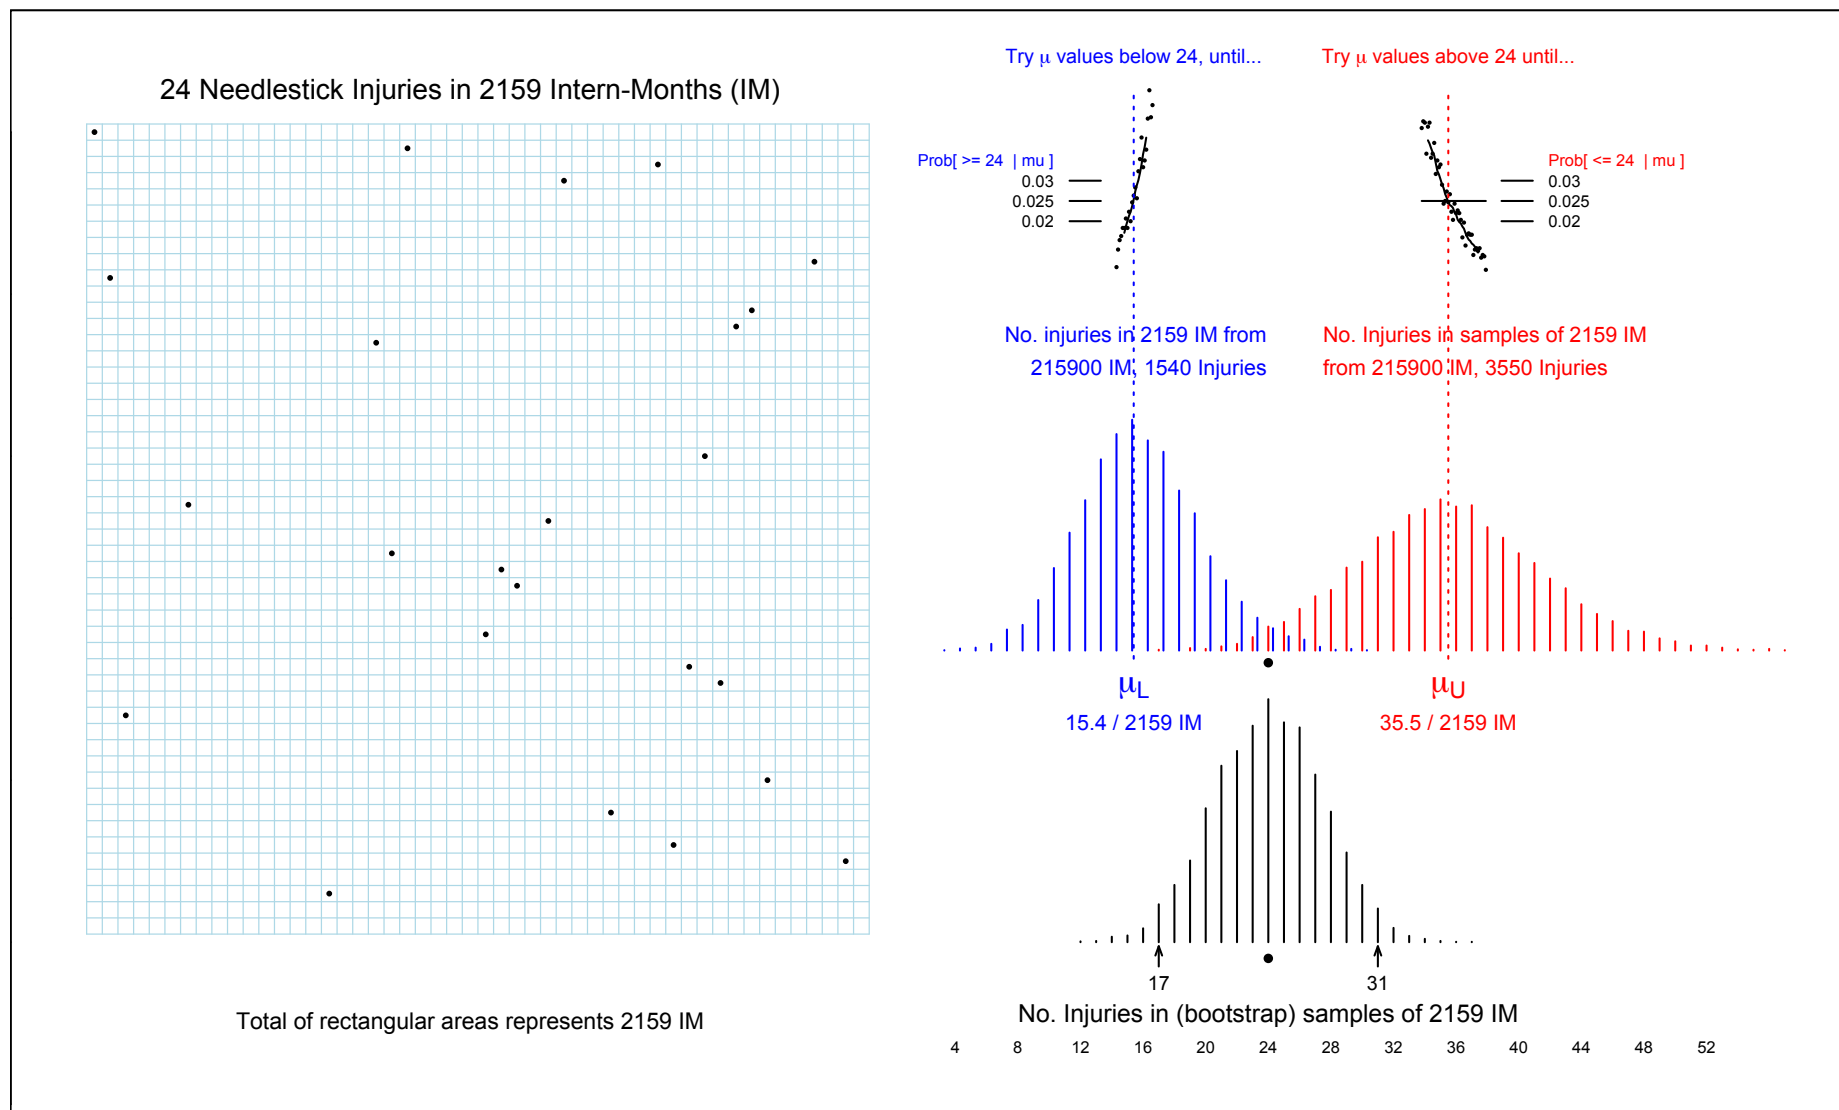 24 Needlestick Injuries in 2159 Intern-Months (IM)
Total of rectangular areas represents 2159 IM
Try μ values below 24, until...
Try μ values above 24 until...
Prob[ >= 24 | mu ]
0.03
0.025
0.02
Prob[ <= 24 | mu ]
0.03
0.025
0.02
No. injuries in 2159 IM from
215900 IM, 1540 Injuries
No. Injuries in samples of 2159 IM
from 215900 IM, 3550 Injuries
μL
15.4 / 2159 IM
μU
35.5 / 2159 IM
17
31
No. Injuries in (bootstrap) samples of 2159 IM
4 8 12 16 20 24 28 32 36 40 44 48 52